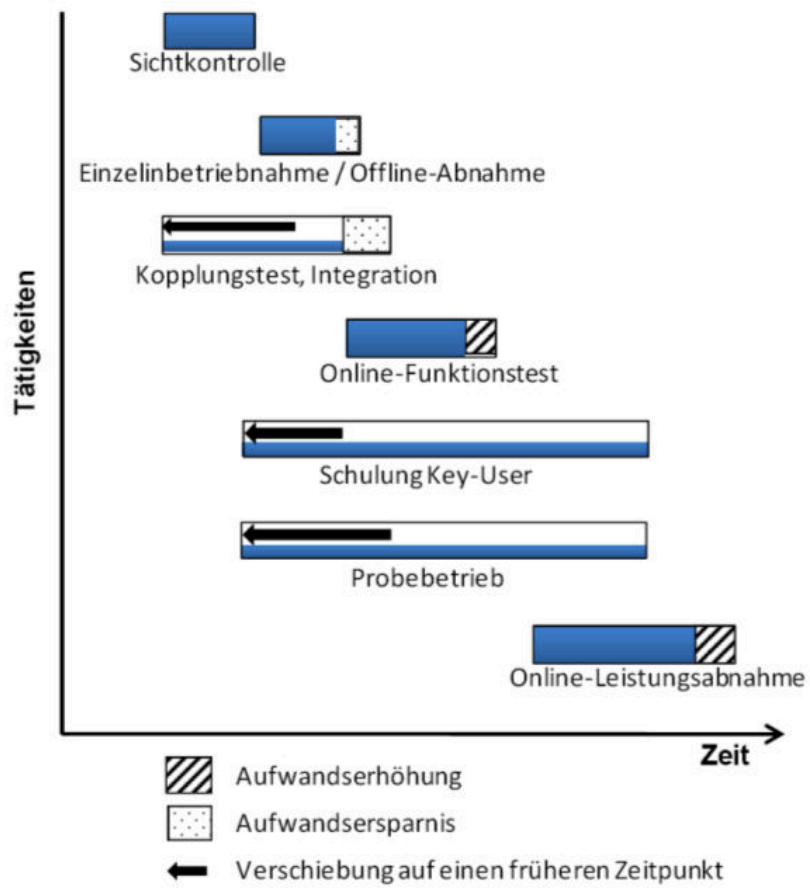 Sichtkontrolle
Einzelinbetriebnahme / Offline-Abnahme
Kopplungstest, Integration
Tätigkeiten
Online-Funktionstest
Schulung Key-User
Probebetrieb
Online-Leistungsabnahme
Zeit
Aufwandserhöhung
Aufwandsersparnis
Verschiebung auf einen früheren Zeitpunkt